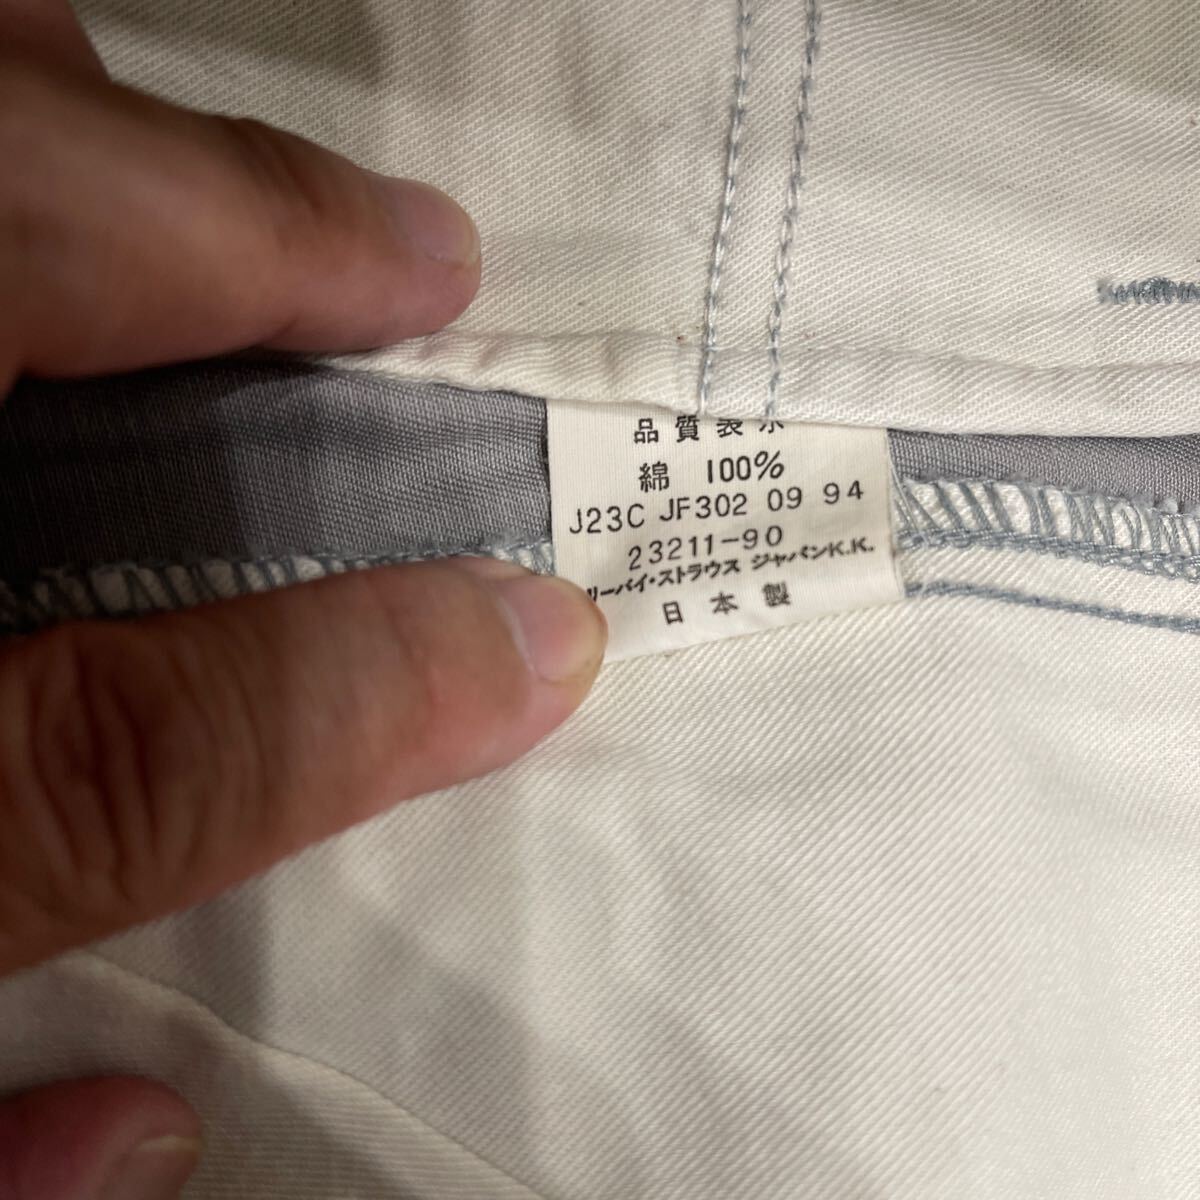 品質表示
綿 100%
J23C JF302 09 94
23211-90
リーバイ・ストラウス ジャパンK.K.
日本製